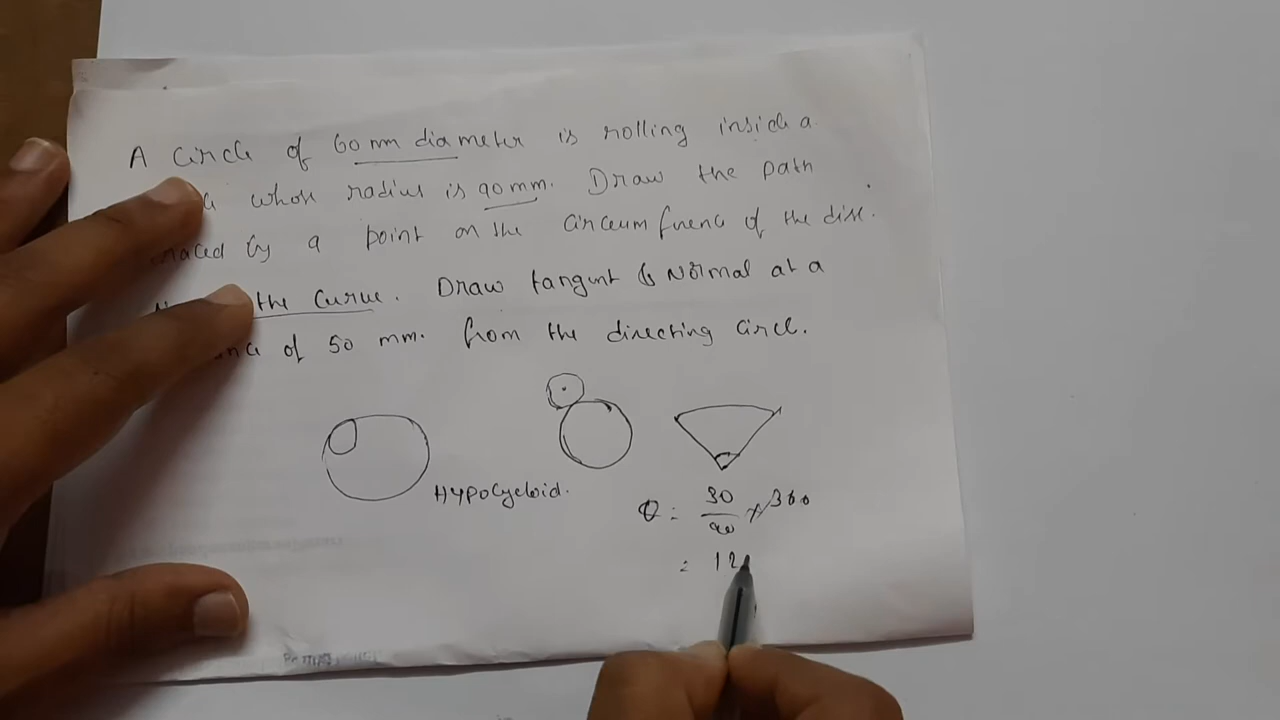 A circle of 60 mm diameter is rolling inside a
whose radius is 90 mm. Draw the path
by a point on the circumfrence of the disc.
the curve. Draw tangent & Normal at a
of 50 mm. from the directing circle.
HYPOCYCLOID.
θ = 30/90 × 360
= 12